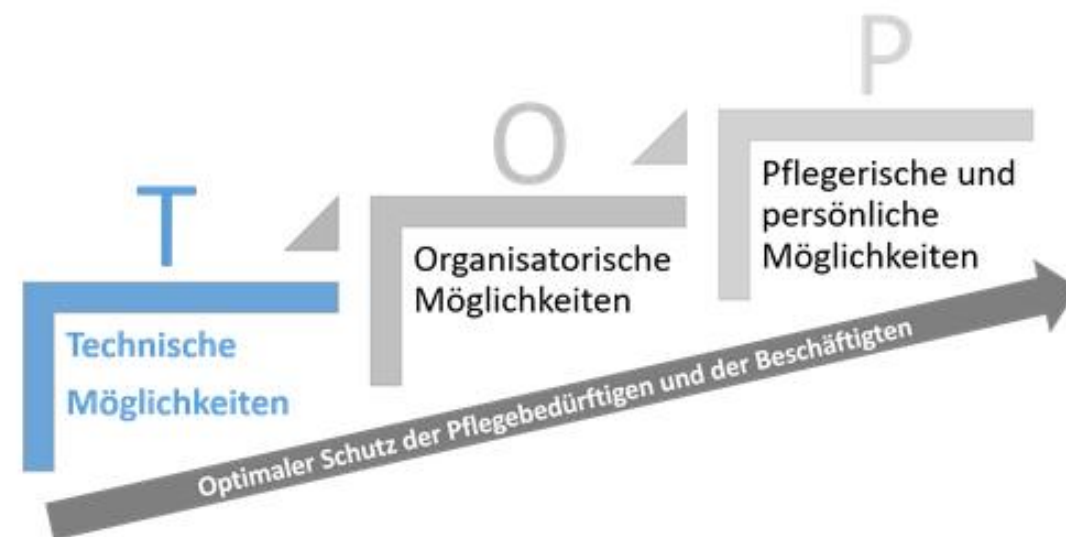 T
Technische
Möglichkeiten
O
Organisatorische
Möglichkeiten
P
Pflegerische und
persönliche
Möglichkeiten
Optimaler Schutz der Pflegebedürftigen und der Beschäftigten